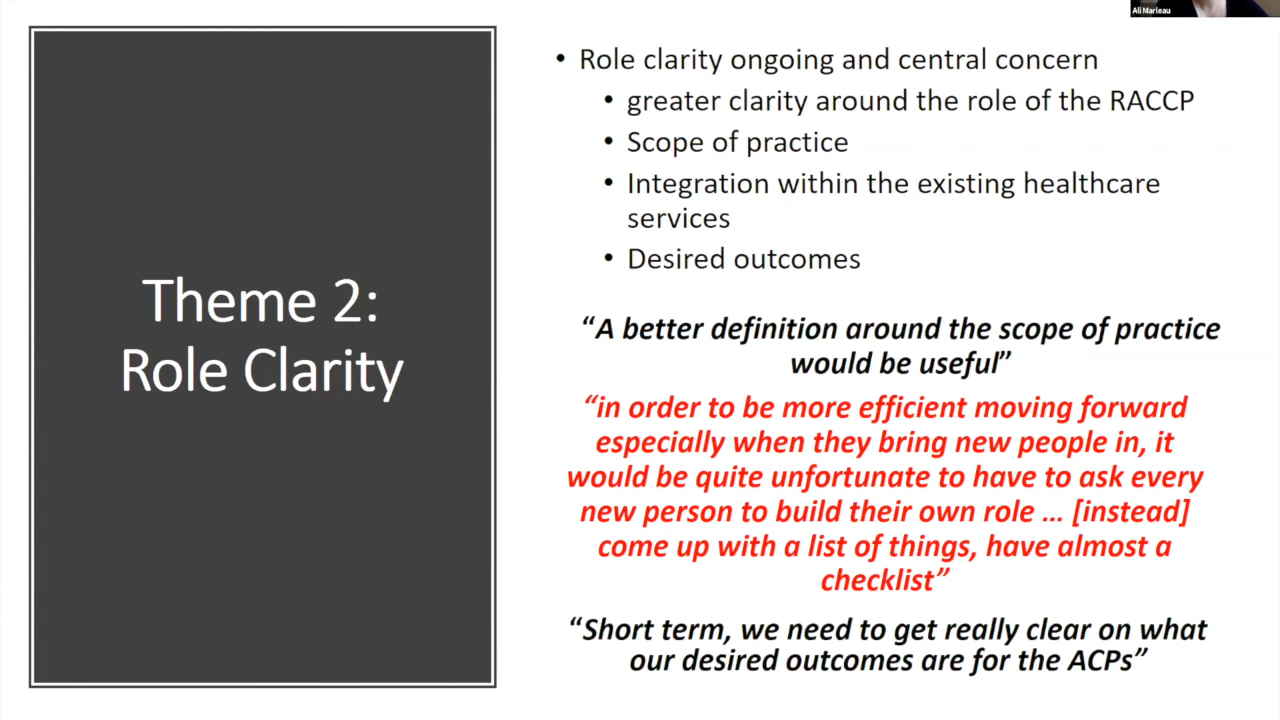 Ali Marleau
Theme 2:
Role Clarity
• Role clarity ongoing and central concern
• greater clarity around the role of the RACCP
• Scope of practice
• Integration within the existing healthcare
services
• Desired outcomes
“A better definition around the scope of practice
would be useful”
“in order to be more efficient moving forward
especially when they bring new people in, it
would be quite unfortunate to have to ask every
new person to build their own role … [instead]
come up with a list of things, have almost a
checklist”
“Short term, we need to get really clear on what
our desired outcomes are for the ACPs”